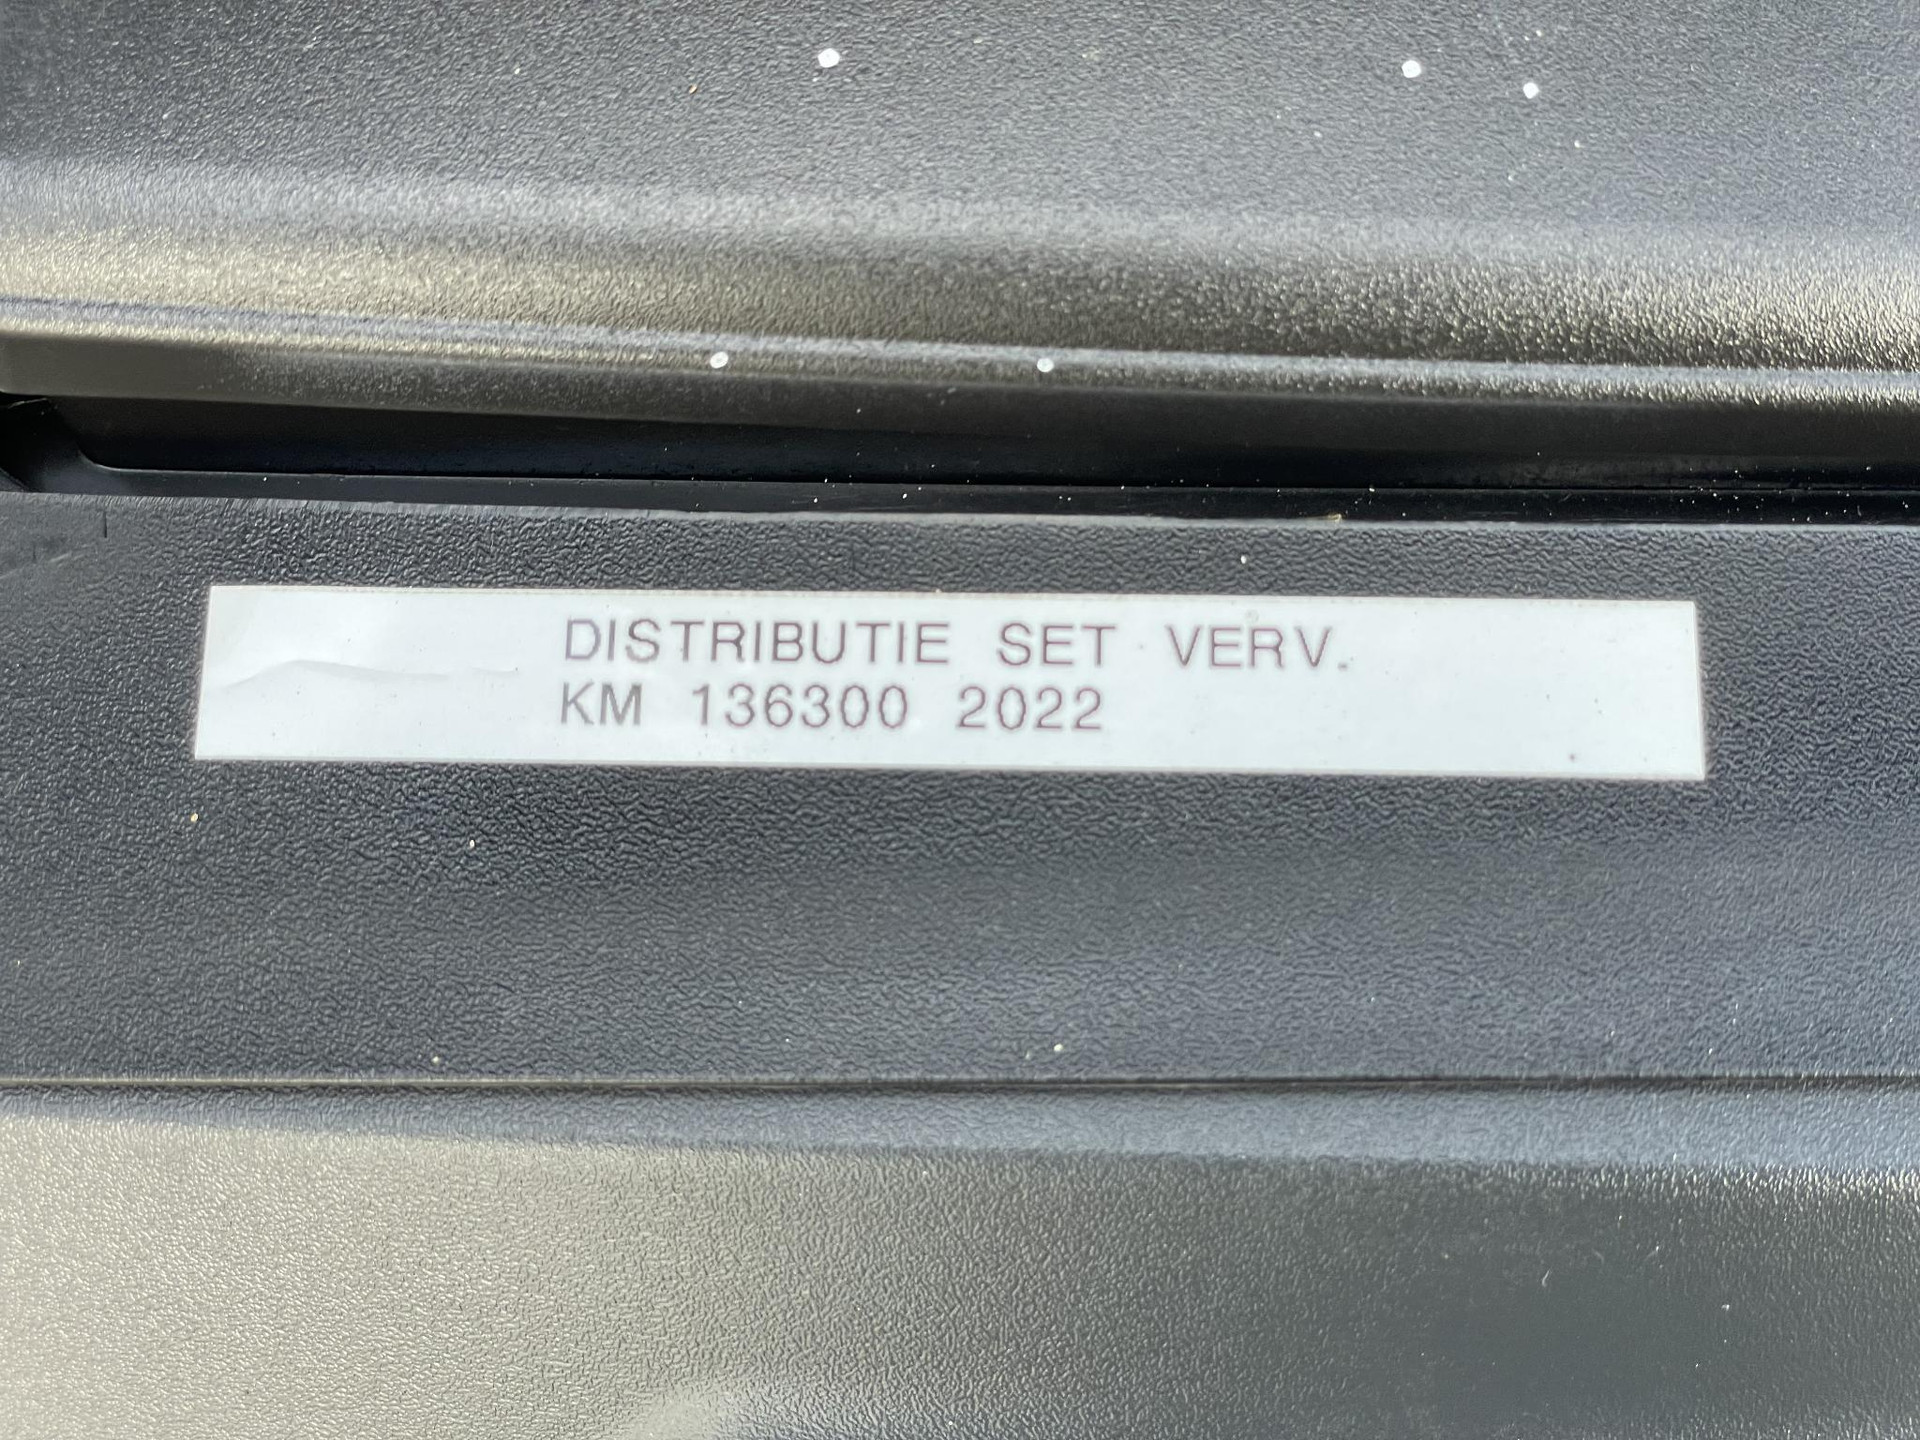 DISTRIBUTIE SET VERV.
KM 136300 2022